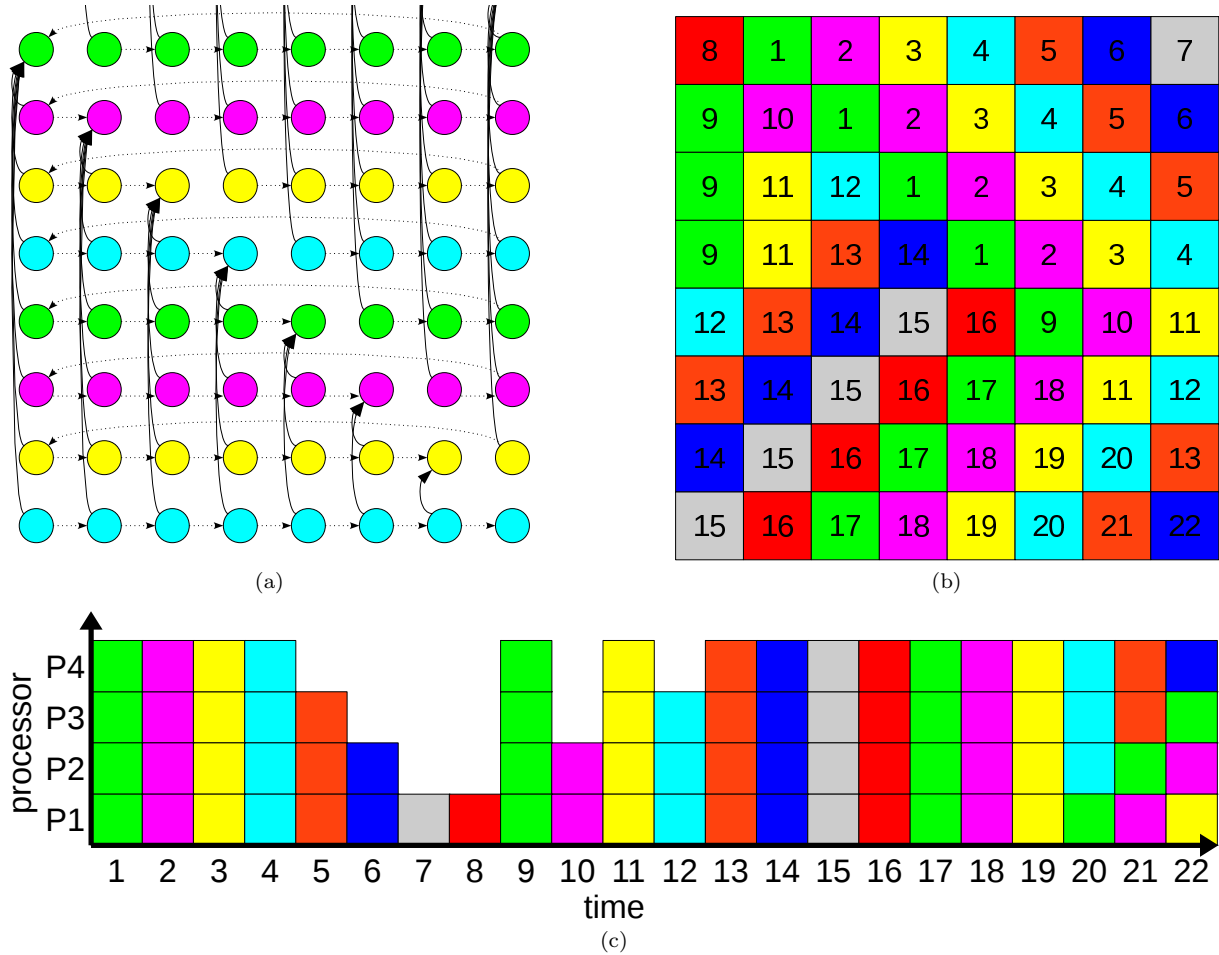 8 1 2 3 4 5 6 7
9 10 1 2 3 4 5 6
9 11 12 1 2 3 4 5
9 11 13 14 1 2 3 4
12 13 14 15 16 9 10 11
13 14 15 16 17 18 11 12
14 15 16 17 18 19 20 13
15 16 17 18 19 20 21 22
(a)
(b)
processor
P4
P3
P2
P1
1 2 3 4 5 6 7 8 9 10 11 12 13 14 15 16 17 18 19 20 21 22
time
(c)